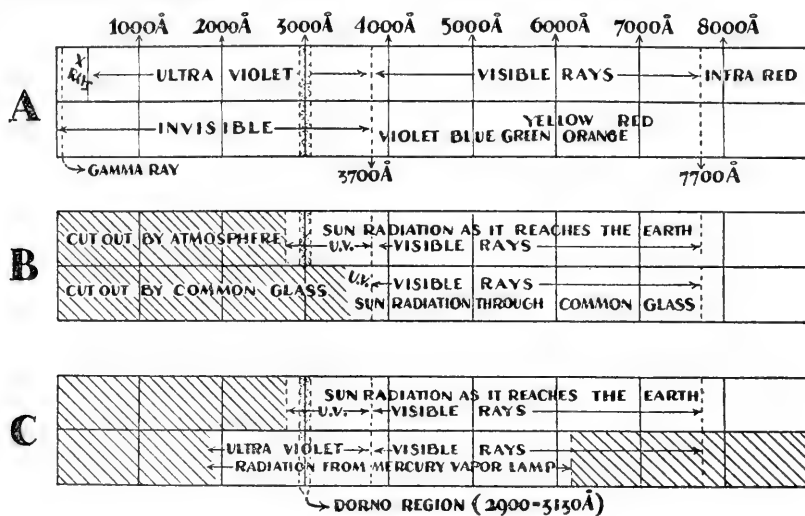 1000Å 2000Å 3000Å 4000Å 5000Å 6000Å 7000Å 8000Å
A
X RAY ULTRA VIOLET VISIBLE RAYS INFRA RED
INVISIBLE
YELLOW RED
VIOLET BLUE GREEN ORANGE
GAMMA RAY 3700Å 7700Å
B
SUN RADIATION AS IT REACHES THE EARTH
CUT OUT BY ATMOSPHERE U.V. VISIBLE RAYS
U.V. VISIBLE RAYS
CUT OUT BY COMMON GLASS
SUN RADIATION THROUGH COMMON GLASS
C
SUN RADIATION AS IT REACHES THE EARTH
U.V. VISIBLE RAYS
ULTRA VIOLET VISIBLE RAYS
RADIATION FROM MERCURY VAPOR LAMP
DORNO REGION (2900-3130Å)